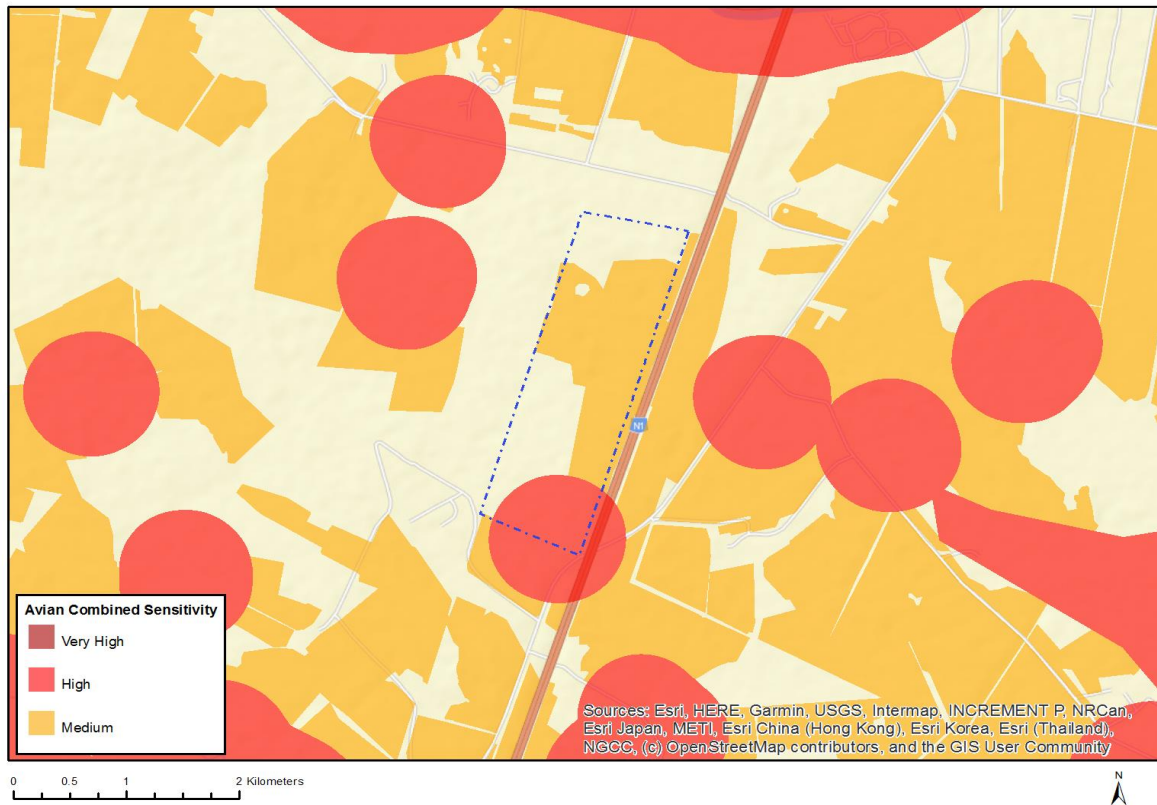 N1
Avian Combined Sensitivity
Very High
High
Medium
Sources: Esri, HERE, Garmin, USGS, Intermap, INCREMENT P, NRCan,
Esri Japan, METI, Esri China (Hong Kong), Esri Korea, Esri (Thailand),
NGCC, (c) OpenStreetMap contributors, and the GIS User Community
0 0.5 1 2 Kilometers
N